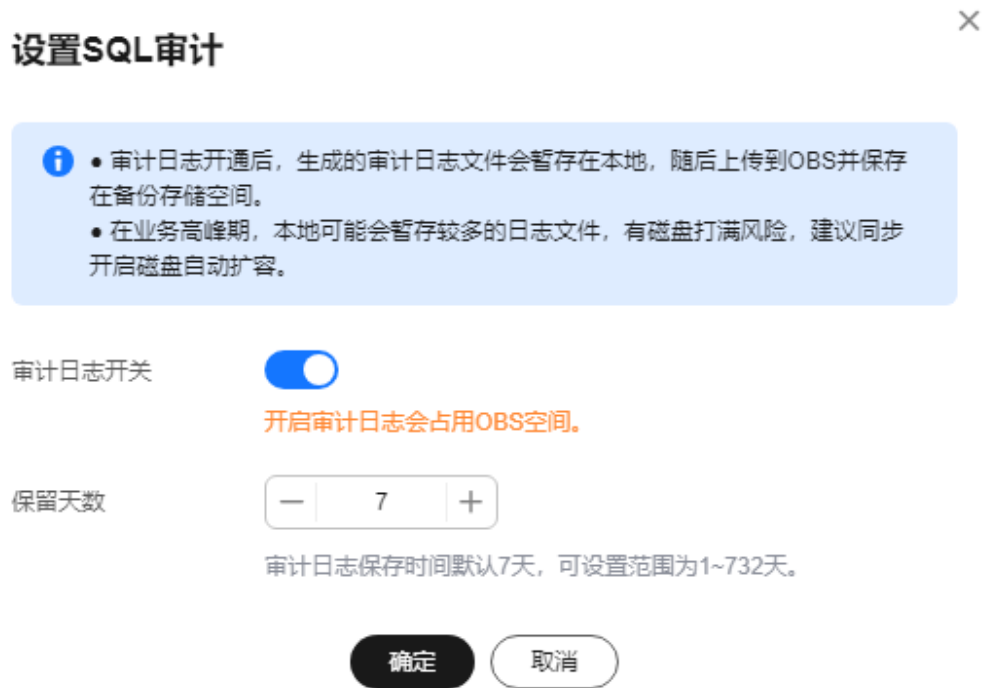 设置SQL审计
● 审计日志开通后，生成的审计日志文件会暂存在本地，随后上传到OBS并保存
在备份存储空间。
● 在业务高峰期，本地可能会暂存较多的日志文件，有磁盘打满风险，建议同步
开启磁盘自动扩容。
审计日志开关
开启审计日志会占用OBS空间。
保留天数
7
审计日志保存时间默认7天，可设置范围为1~732天。
确定 取消